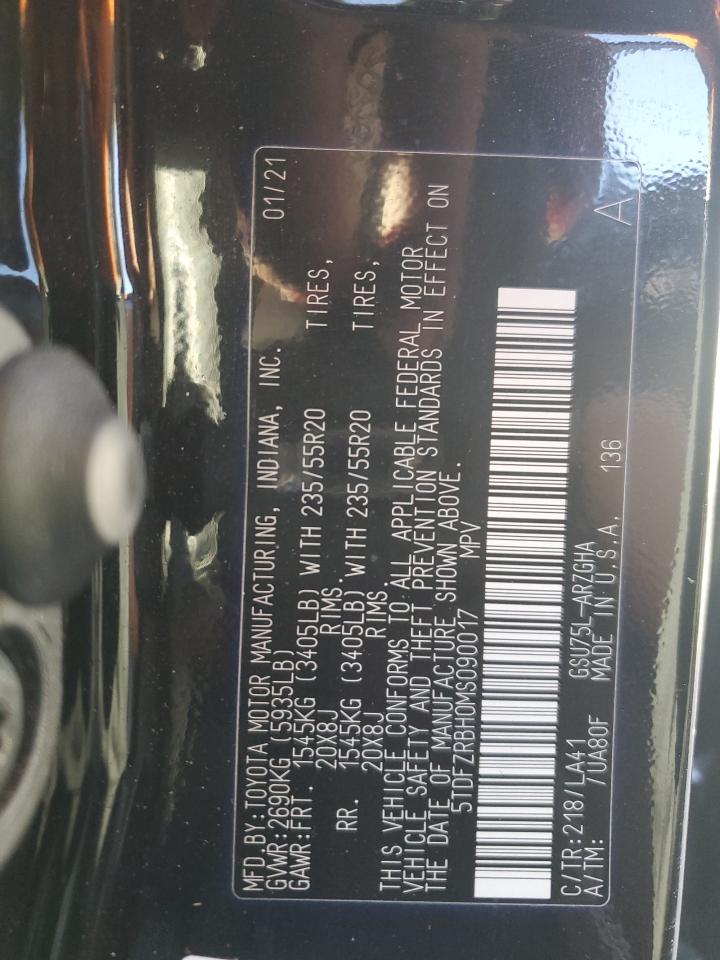 MFD.BY:TOYOTA MOTOR MANUFACTURING, INDIANA, INC. 01/21
GVWR:2690KG (5935LB)
GAWR:FRT. 1545KG (3405LB) WITH 235/55R20 TIRES,
20X8J RIMS.
RR. 1545KG (3405LB) WITH 235/55R20 TIRES,
20X8J RIMS.
THIS VEHICLE CONFORMS TO ALL APPLICABLE FEDERAL MOTOR
VEHICLE SAFETY AND THEFT PREVENTION STANDARDS IN EFFECT ON
THE DATE OF MANUFACTURE SHOWN ABOVE.
5TDFZRBH0MS090017 MPV
C/TR:218/LA41 GSU75L-ARZGHA
A/TM: 7UA80F MADE IN U.S.A. 136
A